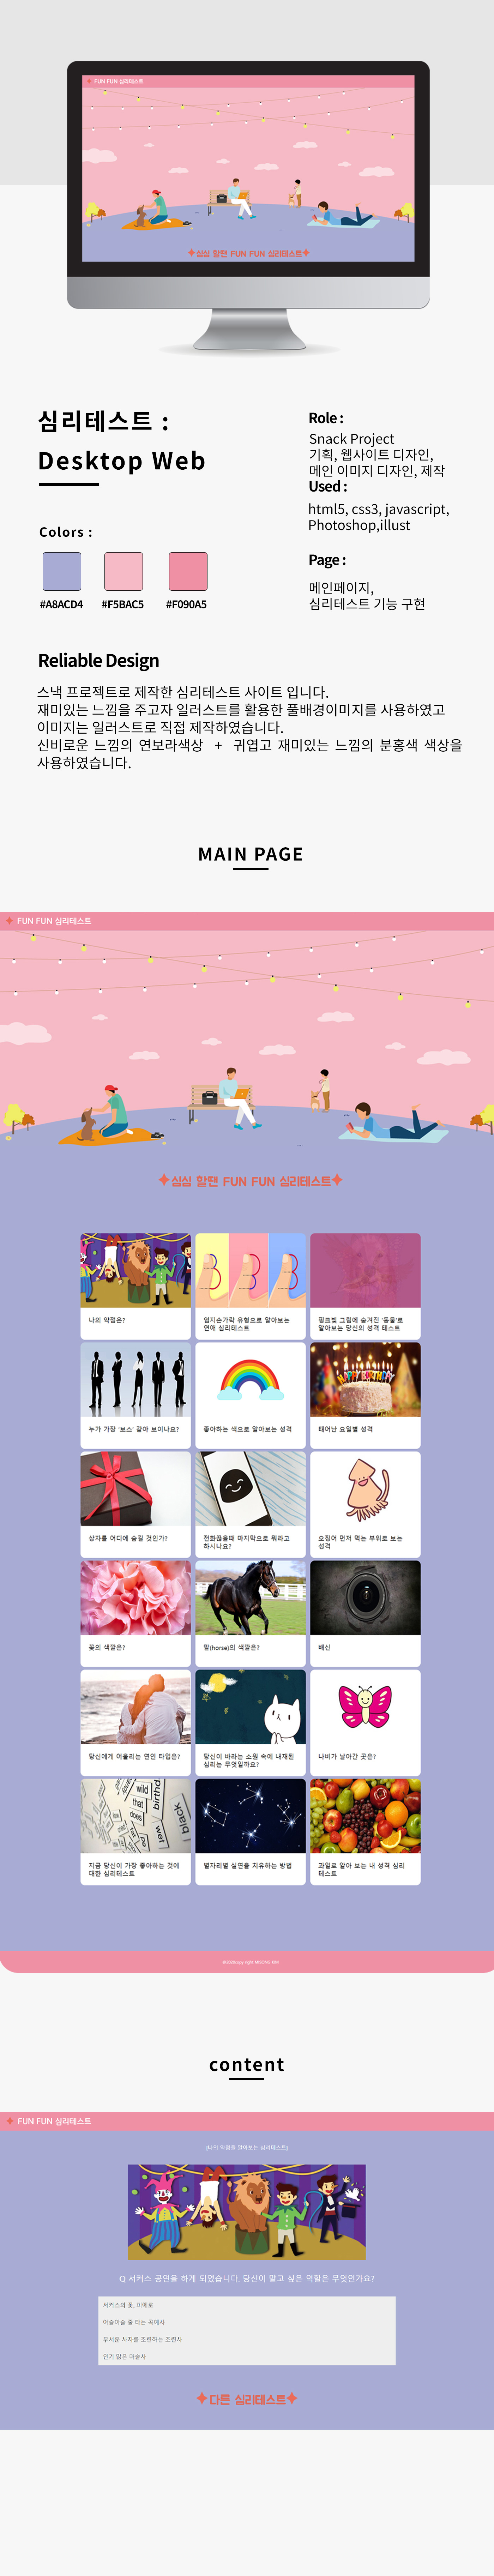 FUN FUN 심리테스트
심심 할땐 FUN FUN 심리테스트
심리테스트 :
Desktop Web
Colors :
#A8ACD4 #F5BAC5 #F090A5
Role :
Snack Project
기획, 웹사이트 디자인,
메인 이미지 디자인, 제작
Used :
html5, css3, javascript,
Photoshop,illust
Page :
메인페이지,
심리테스트 기능 구현
Reliable Design
스낵 프로젝트로 제작한 심리테스트 사이트 입니다.
재미있는 느낌을 주고자 일러스트를 활용한 풀배경이미지를 사용하였고
이미지는 일러스트로 직접 제작하였습니다.
신비로운 느낌의 연보라색상 + 귀엽고 재미있는 느낌의 분홍색 색상을
사용하였습니다.
MAIN PAGE
FUN FUN 심리테스트
심심 할땐 FUN FUN 심리테스트
나의 약점은?
엄지손가락 유형으로 알아보는
연애 심리테스트
핑크빛 그림에 숨겨진 '동물'로
알아보는 당신의 성격 테스트
누가 가장 '보스' 같아 보이나요?
좋아하는 색으로 알아보는 성격
HAPPY BIRTHDAY
태어난 요일별 성격
상자를 어디에 숨길 것인가?
전화끊을때 마지막으로 뭐라고
하시나요?
오징어 먼저 먹는 부위로 보는
성격
꽃의 색깔은?
말(horse)의 색깔은?
배신
당신에게 어울리는 연인 타입은?
당신이 바라는 소원 속에 내재된
심리는 무엇일까요?
나비가 날아간 곳은?
wild
birthd
that
does
wet
black
지금 당신이 가장 좋아하는 것에
대한 심리테스트
별자리별 실연을 치유하는 방법
과일로 알아 보는 내 성격 심리
테스트
content
FUN FUN 심리테스트
[나의 약점을 알아보는 심리테스트]
Q 서커스 공연을 하게 되었습니다. 당신이 맡고 싶은 역할은 무엇인가요?
서커스의 꽃, 피에로
아슬아슬 줄 타는 곡예사
무서운 사자를 조련하는 조련사
인기 많은 마술사
다른 심리테스트